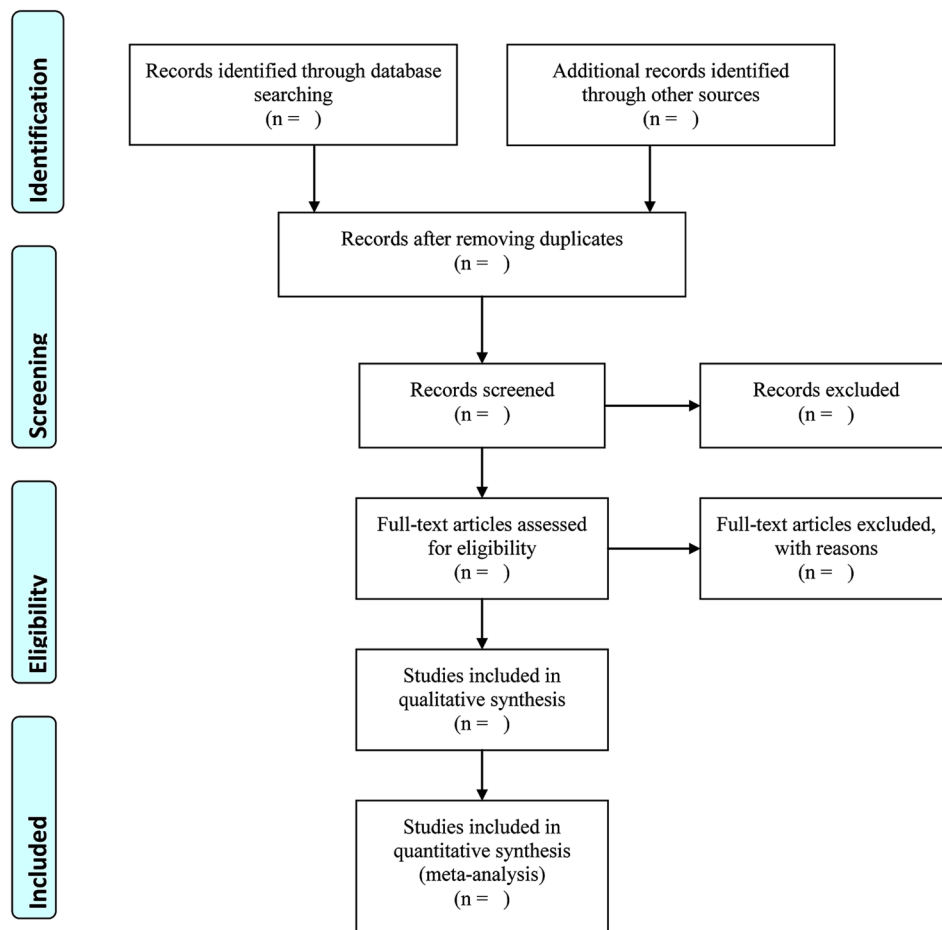 Identification
Records identified through database
searching
(n =   )
Additional records identified
through other sources
(n =   )
Records after removing duplicates
(n =   )
Screening
Records screened
(n =   )
Records excluded
(n =   )
Eligibility
Full-text articles assessed
for eligibility
(n =   )
Full-text articles excluded,
with reasons
(n =   )
Studies included in
qualitative synthesis
(n =   )
Included
Studies included in
quantitative synthesis
(meta-analysis)
(n =   )